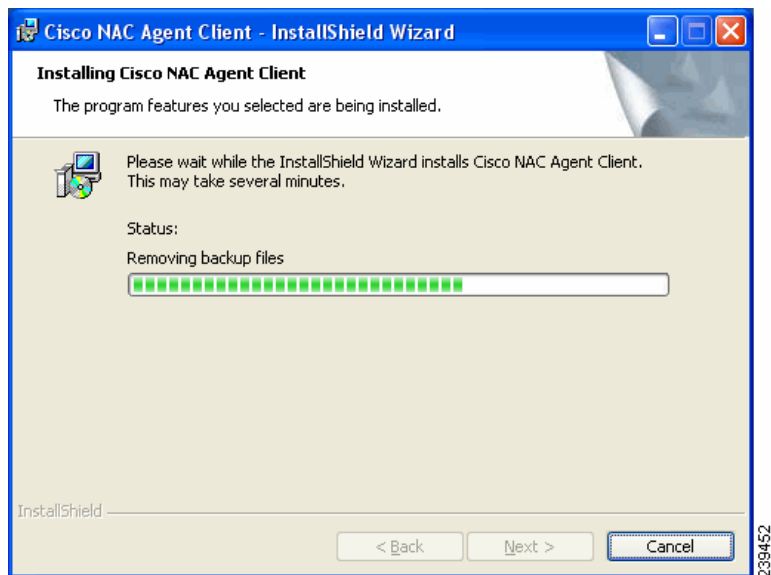 Cisco NAC Agent Client - InstallShield Wizard
Installing Cisco NAC Agent Client
The program features you selected are being installed.
Please wait while the InstallShield Wizard installs Cisco NAC Agent Client.
This may take several minutes.
Status:
Removing backup files
InstallShield
< Back
Next >
Cancel
239452